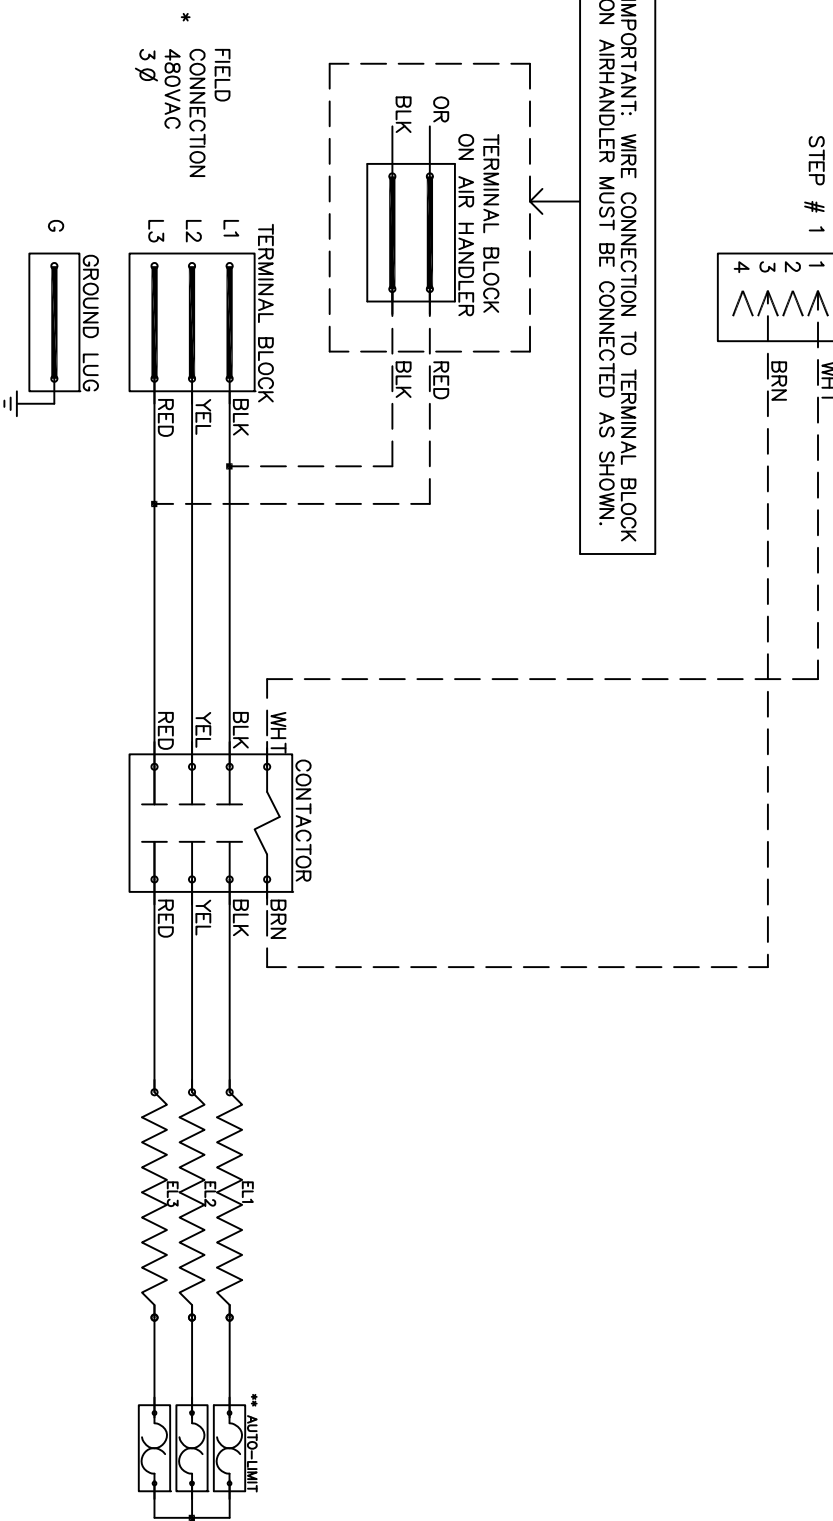 STEP # 1
1
2
3
4
WHT
BRN
IMPORTANT: WIRE CONNECTION TO TERMINAL BLOCK
ON AIRHANDLER MUST BE CONNECTED AS SHOWN.
TERMINAL BLOCK
ON AIR HANDLER
OR
BLK
RED
BLK
*
FIELD
CONNECTION
480VAC
3Ø
TERMINAL BLOCK
L1
L2
L3
BLK
YEL
RED
G
GROUND LUG
CONTACTOR
WHT
BLK
YEL
RED
BRN
BLK
YEL
RED
EL1
EL2
EL3
** AUTO-LIMIT